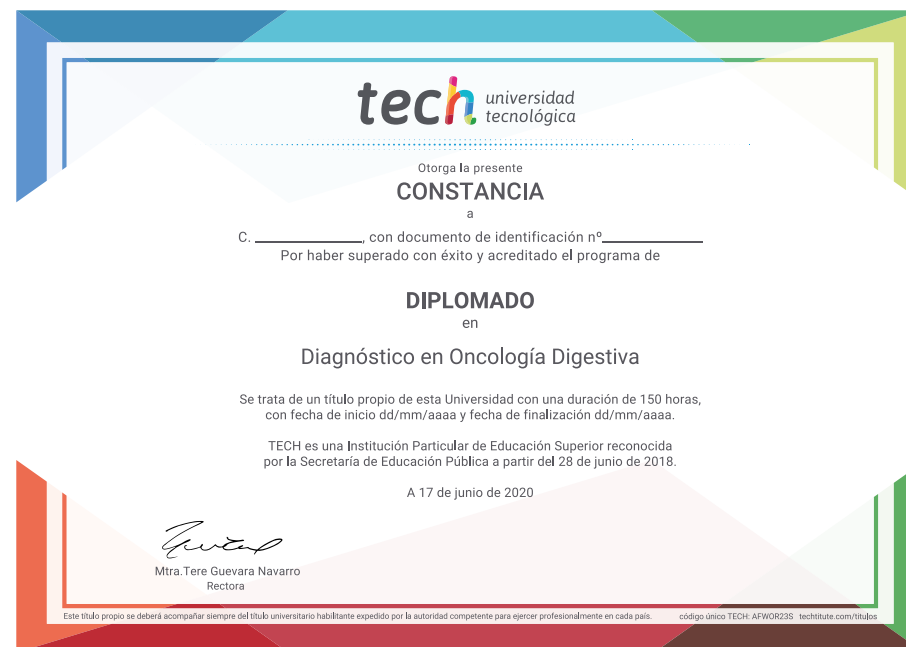 tech universidad
tecnológica
Otorga la presente
CONSTANCIA
a
C. ____________, con documento de identificación nº____________
Por haber superado con éxito y acreditado el programa de
DIPLOMADO
en
Diagnóstico en Oncología Digestiva
Se trata de un título propio de esta Universidad con una duración de 150 horas,
con fecha de inicio dd/mm/aaaa y fecha de finalización dd/mm/aaaa.
TECH es una Institución Particular de Educación Superior reconocida
por la Secretaría de Educación Pública a partir del 28 de junio de 2018.
A 17 de junio de 2020
Mtra.Tere Guevara Navarro
Rectora
Este título propio se deberá acompañar siempre del título universitario habilitante expedido por la autoridad competente para ejercer profesionalmente en cada país. código único TECH: AFWOR23S techtitute.com/titulos